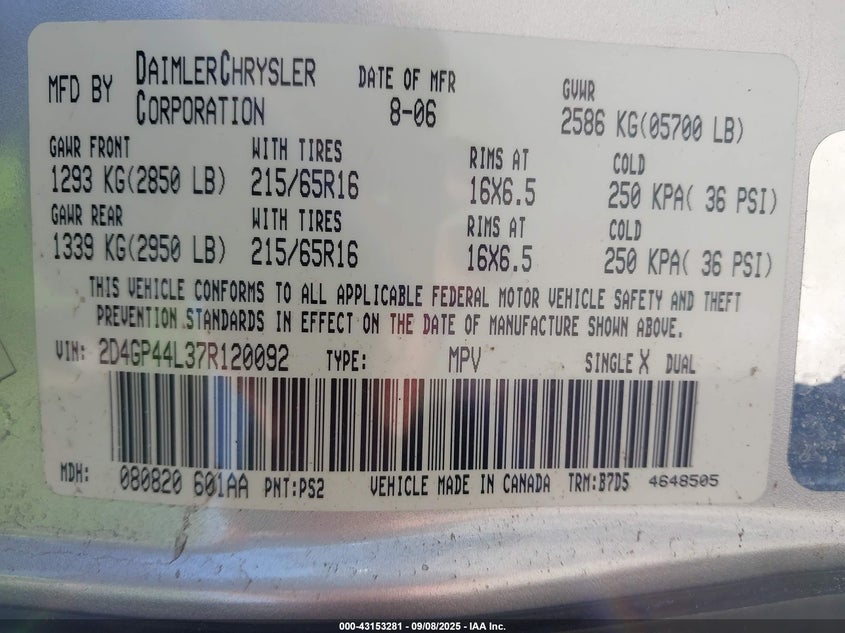 MFD BY DAIMLERCHRYSLER CORPORATION DATE OF MFR 8-06 GVWR 2586 KG(05700 LB)
GAWR FRONT WITH TIRES RIMS AT COLD
1293 KG(2850 LB) 215/65R16 16X6.5 250 KPA( 36 PSI)
GAWR REAR WITH TIRES RIMS AT COLD
1339 KG(2950 LB) 215/65R16 16X6.5 250 KPA( 36 PSI)
THIS VEHICLE CONFORMS TO ALL APPLICABLE FEDERAL MOTOR VEHICLE SAFETY AND THEFT
PREVENTION STANDARDS IN EFFECT ON THE DATE OF MANUFACTURE SHOWN ABOVE.
VIN: 2D4GP44L37R120092 TYPE: MPV SINGLE X DUAL
MDH: 080820 601AA PNT:PS2 VEHICLE MADE IN CANADA TRM:B7D5 4648505
000-43153281 - 09/08/2025 - IAA Inc.